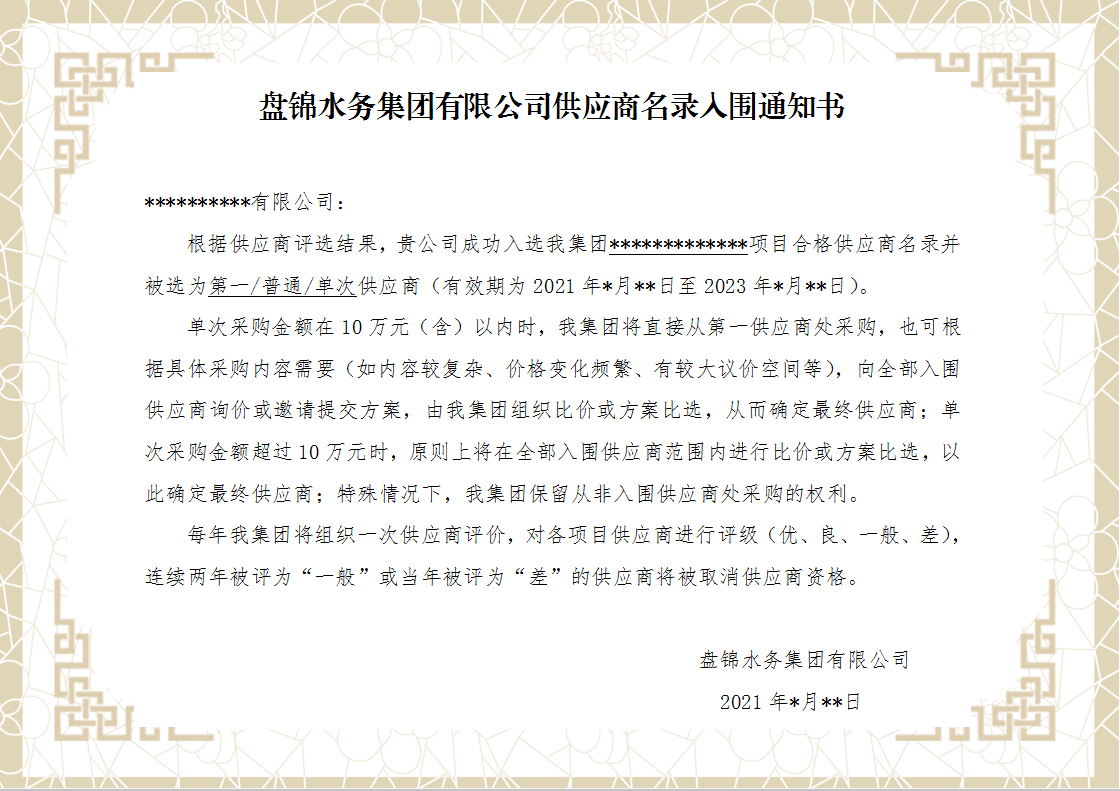 盘锦水务集团有限公司供应商名录入围通知书
**********有限公司：
根据供应商评选结果，贵公司成功入选我集团*************项目合格供应商名录并
被选为第一/普通/单次供应商（有效期为 2021 年*月**日至 2023 年*月**日）。
单次采购金额在 10 万元（含）以内时，我集团将直接从第一供应商处采购，也可根
据具体采购内容需要（如内容较复杂、价格变化频繁、有较大议价空间等），向全部入围
供应商询价或邀请提交方案，由我集团组织比价或方案比选，从而确定最终供应商；单
次采购金额超过 10 万元时，原则上将在全部入围供应商范围内进行比价或方案比选，以
此确定最终供应商；特殊情况下，我集团保留从非入围供应商处采购的权利。
每年我集团将组织一次供应商评价，对各项目供应商进行评级（优、良、一般、差），
连续两年被评为“一般”或当年被评为“差”的供应商将被取消供应商资格。
盘锦水务集团有限公司
2021 年*月**日